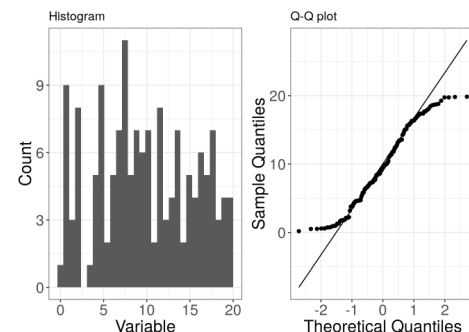 Histogram
Count
9
6
3
0
0
5
10
15
20
Variable
Q-Q plot
Sample Quantiles
20
10
0
-2
-1
0
1
2
Theoretical Quantiles